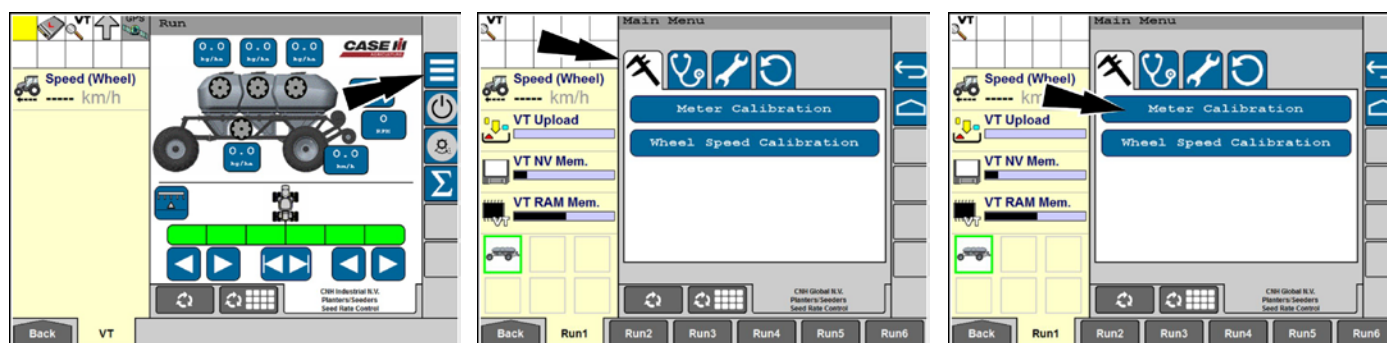 VT
GPS
Run
Speed (Wheel)
----- km/h
0.0
kg/ha
0.0
kg/ha
0.0
kg/ha
CASE IH
0
RPM
0.0
kg/ha
0.0
km/h
Σ
CNH Industrial N.V.
Planters/Seeders
Seed Rate Control
Back
VT
VT
Main Menu
Speed (Wheel)
----- km/h
VT Upload
VT NV Mem.
VT RAM Mem.
VT
Meter Calibration
Wheel Speed Calibration
CNH Global N.V.
Planters/Seeders
Seed Rate Control
Back
Run1
Run2
Run3
Run4
Run5
Run6
VT
Main Menu
Speed (Wheel)
----- km
VT Upload
VT NV Mem.
VT RAM Mem.
VT
Meter Calibration
Wheel Speed Calibration
CNH Global N.V.
Planters/Seeders
Seed Rate Control
Back
Run1
Run2
Run3
Run4
Run5
Run6